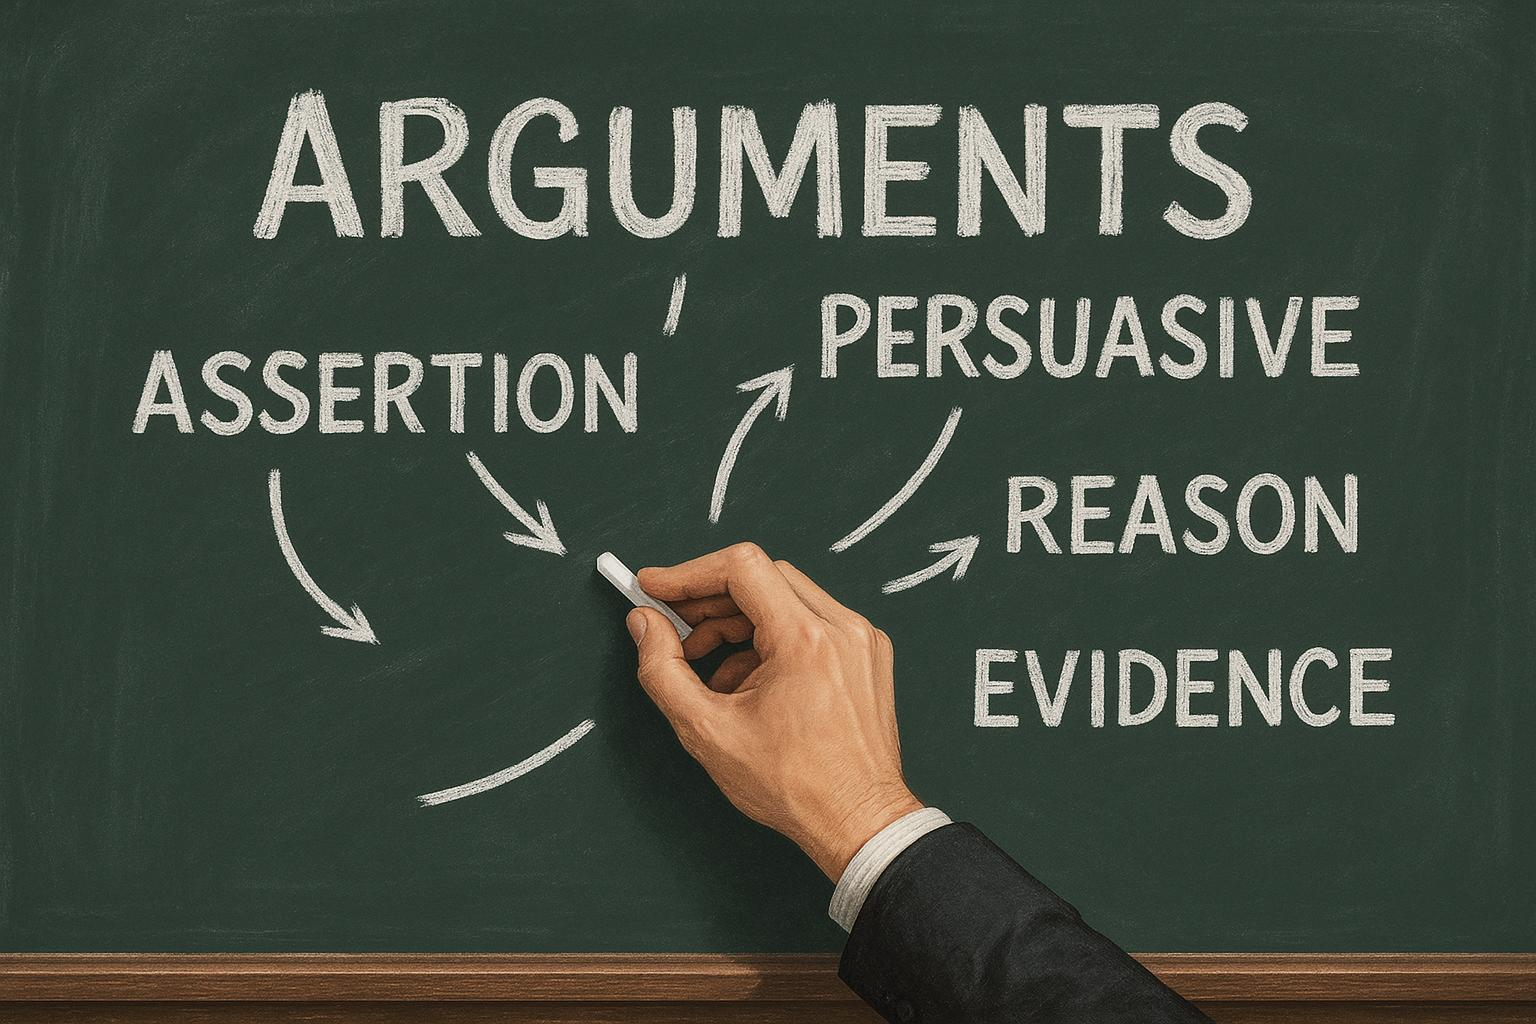 ARGUMENTS
ASSERTION
PERSUASIVE
REASON
EVIDENCE